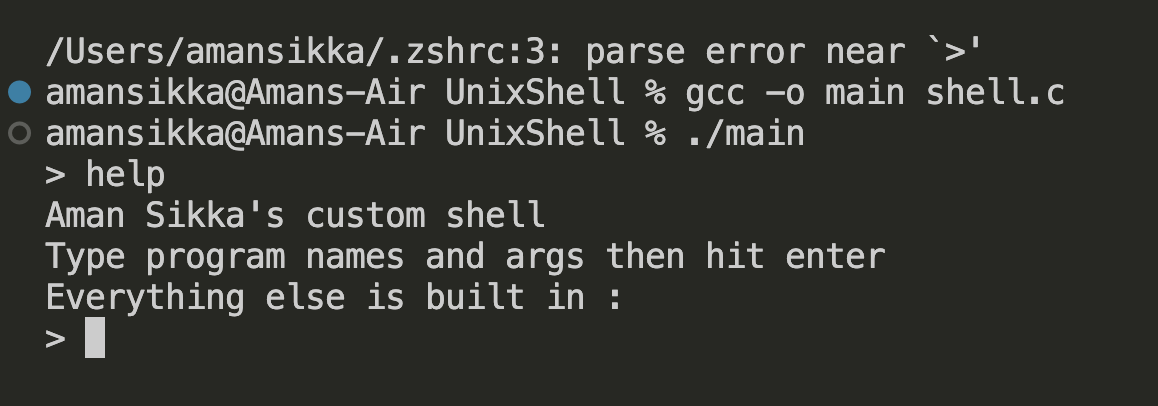 /Users/amansikka/.zshrc:3: parse error near `>'
amansikka@Amans-Air UnixShell % gcc -o main shell.c
amansikka@Amans-Air UnixShell % ./main
> help
Aman Sikka's custom shell
Type program names and args then hit enter
Everything else is built in :
>